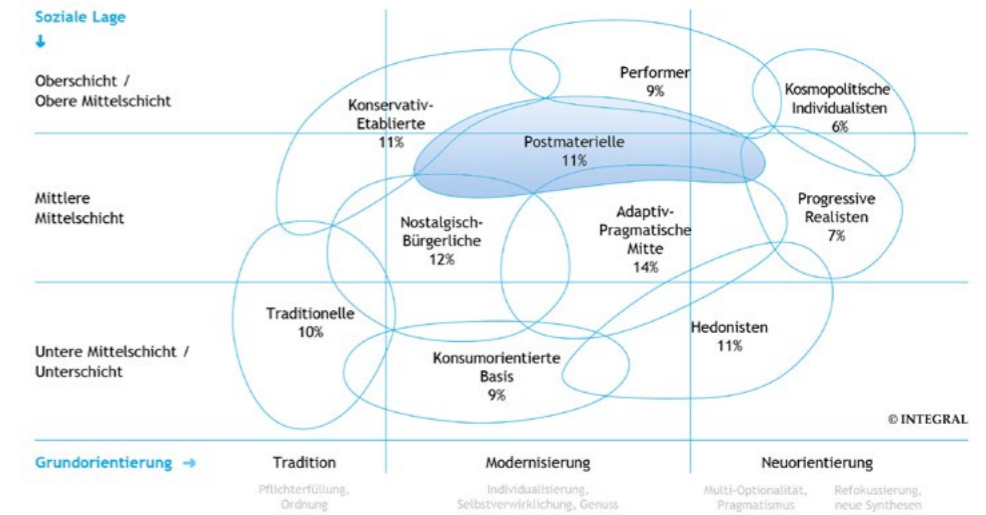 Soziale Lage
↓
Oberschicht /
Obere Mittelschicht
Performer
9%
Kosmopolitische
Individualisten
6%
Konservativ-
Etablierte
11%
Postmaterielle
11%
Mittlere
Mittelschicht
Nostalgisch-
Bürgerliche
12%
Adaptiv-
Pragmatische
Mitte
14%
Progressive
Realisten
7%
Traditionelle
10%
Hedonisten
11%
Untere Mittelschicht /
Unterschicht
Konsumorientierte
Basis
9%
© INTEGRAL
Grundorientierung →
Tradition
Modernisierung
Neuorientierung
Pflichterfüllung,
Ordnung
Individualisierung,
Selbstverwirklichung, Genuss
Multi-Optionalität,
Pragmatismus
Refokussierung,
neue Synthesen